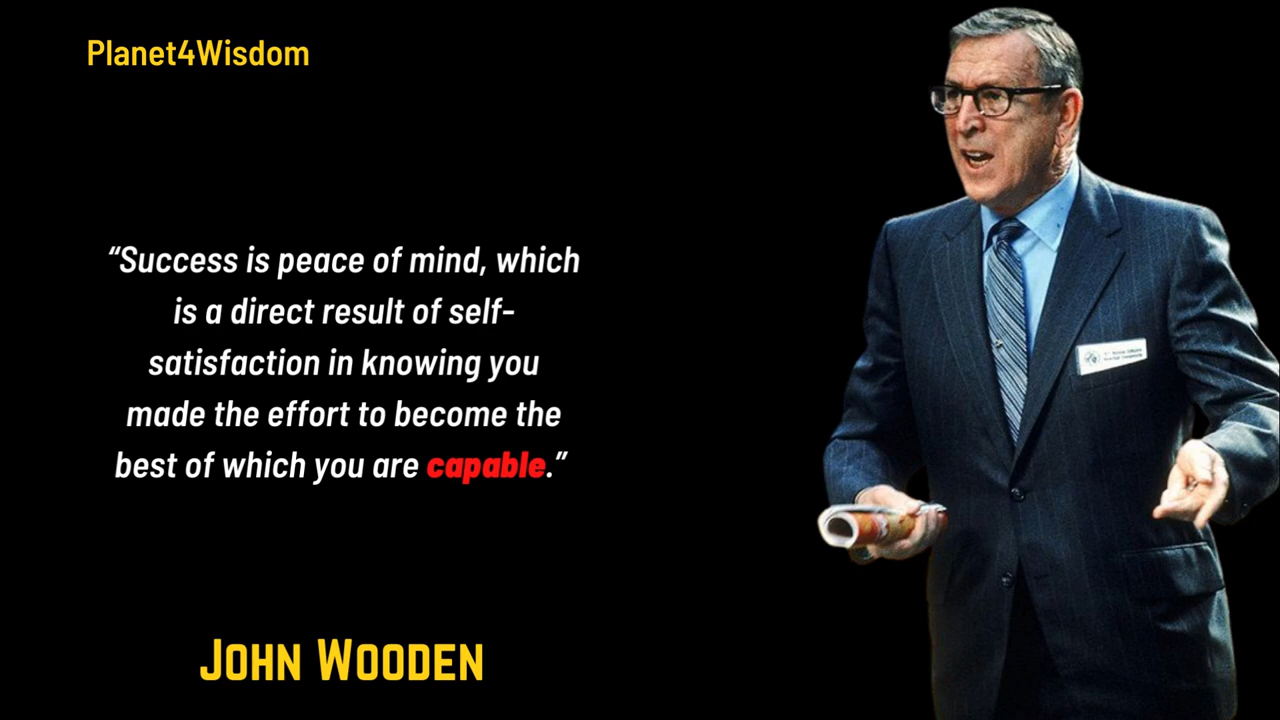 Planet4Wisdom
“Success is peace of mind, which
is a direct result of self-
satisfaction in knowing you
made the effort to become the
best of which you are capable.”
John Wooden